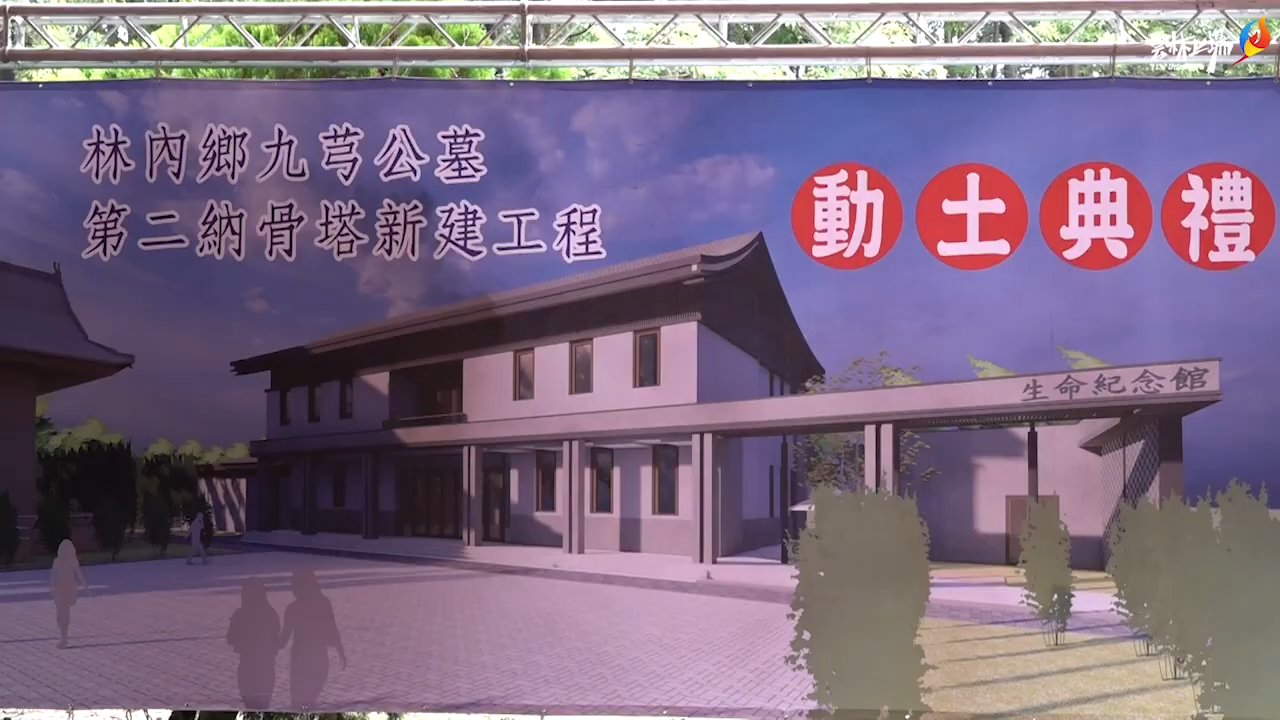 林內鄉九芎公墓
第二納骨塔新建工程
動土典禮
生命紀念館